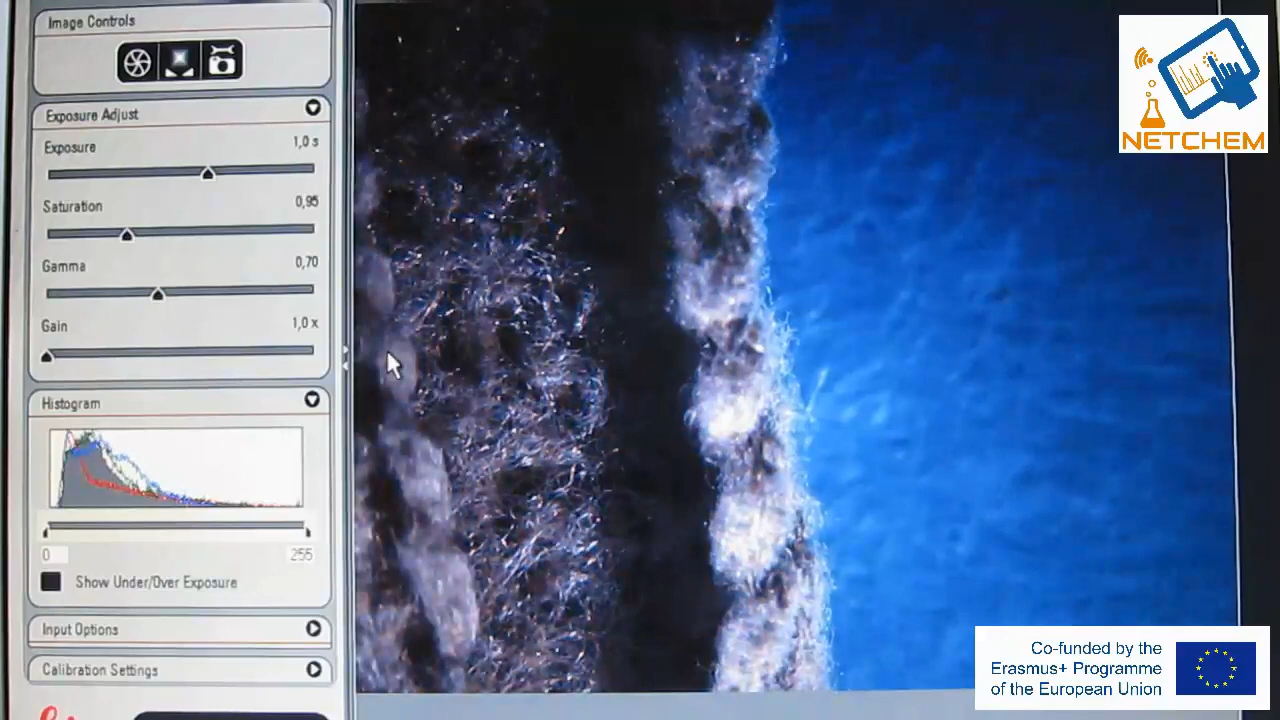 Image Controls
Exposure Adjust
Exposure 1,0 s
Saturation 0,95
Gamma 0,70
Gain 1,0 x
Histogram
0 255
Show Under/Over Exposure
Input Options
Calibration Settings
NETCHEM
Co-funded by the
Erasmus+ Programme
of the European Union